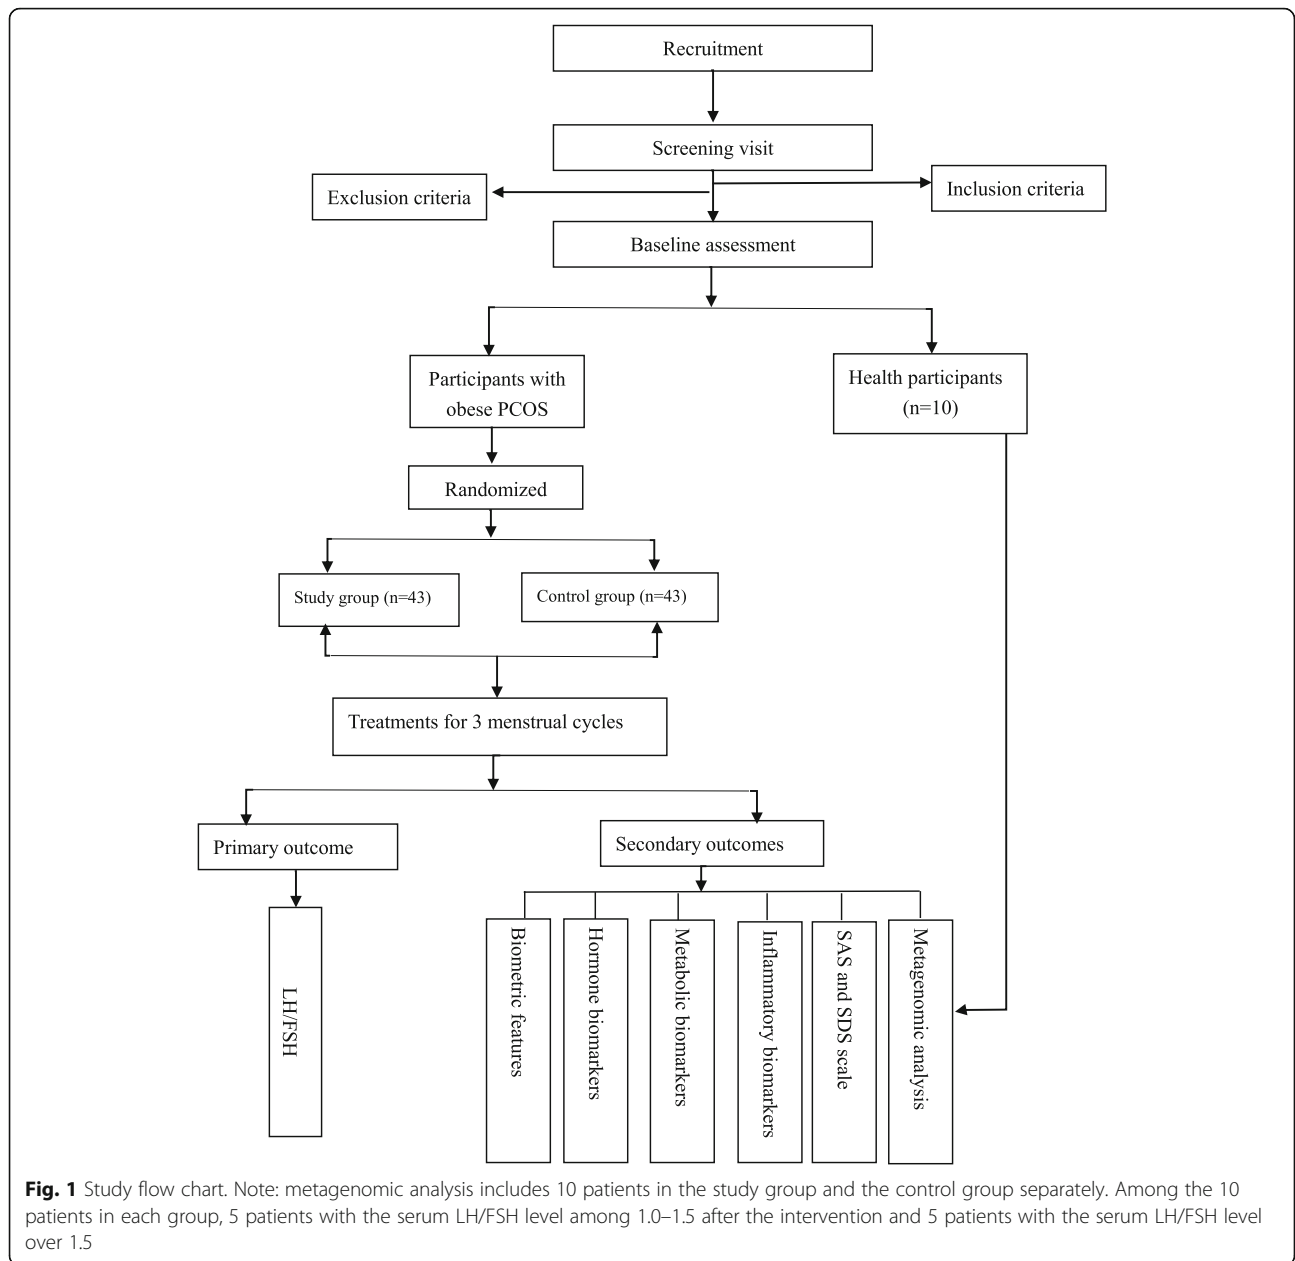 Recruitment
Screening visit
Exclusion criteria
Inclusion criteria
Baseline assessment
Participants with
obese PCOS
Health participants
(n=10)
Randomized
Study group (n=43)
Control group (n=43)
Treatments for 3 menstrual cycles
Primary outcome
Secondary outcomes
LH/FSH
Biometric features
Hormone biomarkers
Metabolic biomarkers
Inflammatory biomarkers
SAS and SDS scale
Metagenomic analysis
Fig. 1 Study flow chart. Note: metagenomic analysis includes 10 patients in the study group and the control group separately. Among the 10
patients in each group, 5 patients with the serum LH/FSH level among 1.0–1.5 after the intervention and 5 patients with the serum LH/FSH level
over 1.5